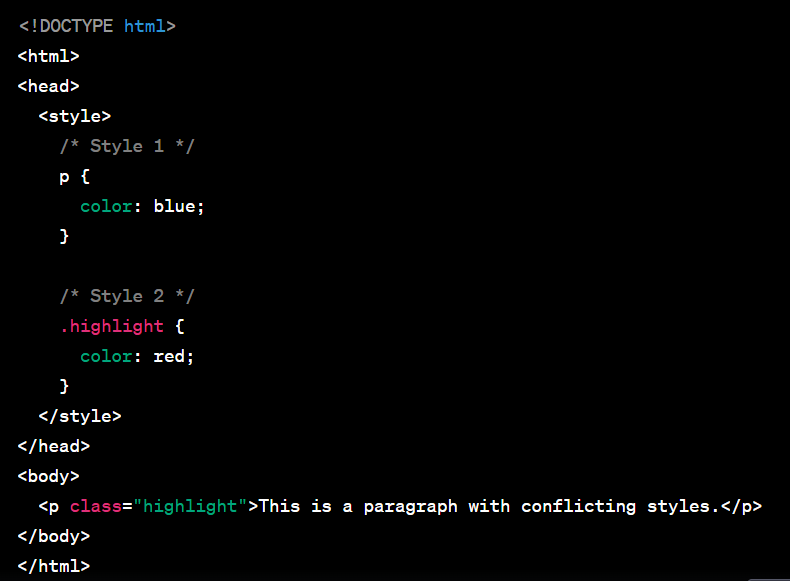 <!DOCTYPE html>
<html>
<head>
  <style>
    /* Style 1 */
    p {
      color: blue;
    }

    /* Style 2 */
    .highlight {
      color: red;
    }
  </style>
</head>
<body>
  <p class="highlight">This is a paragraph with conflicting styles.</p>
</body>
</html>